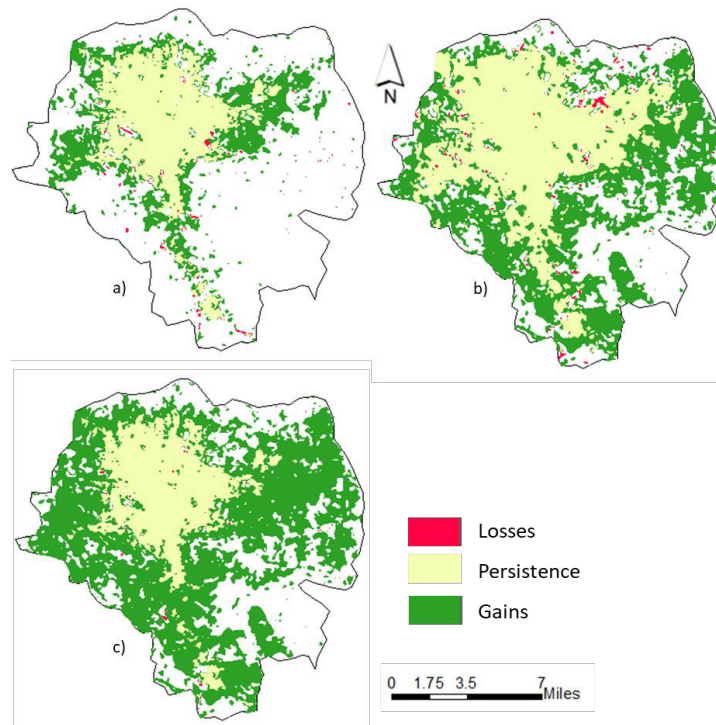 N
a)
b)
c)
Losses
Persistence
Gains
0 1.75 3.5 7
Miles